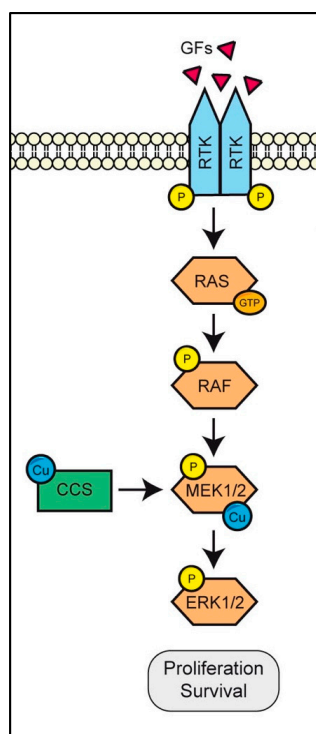 GFs
RTK RTK
P P
RAS
GTP
P
RAF
Cu
P
CCS
MEK1/2
Cu
P
ERK1/2
Proliferation
Survival